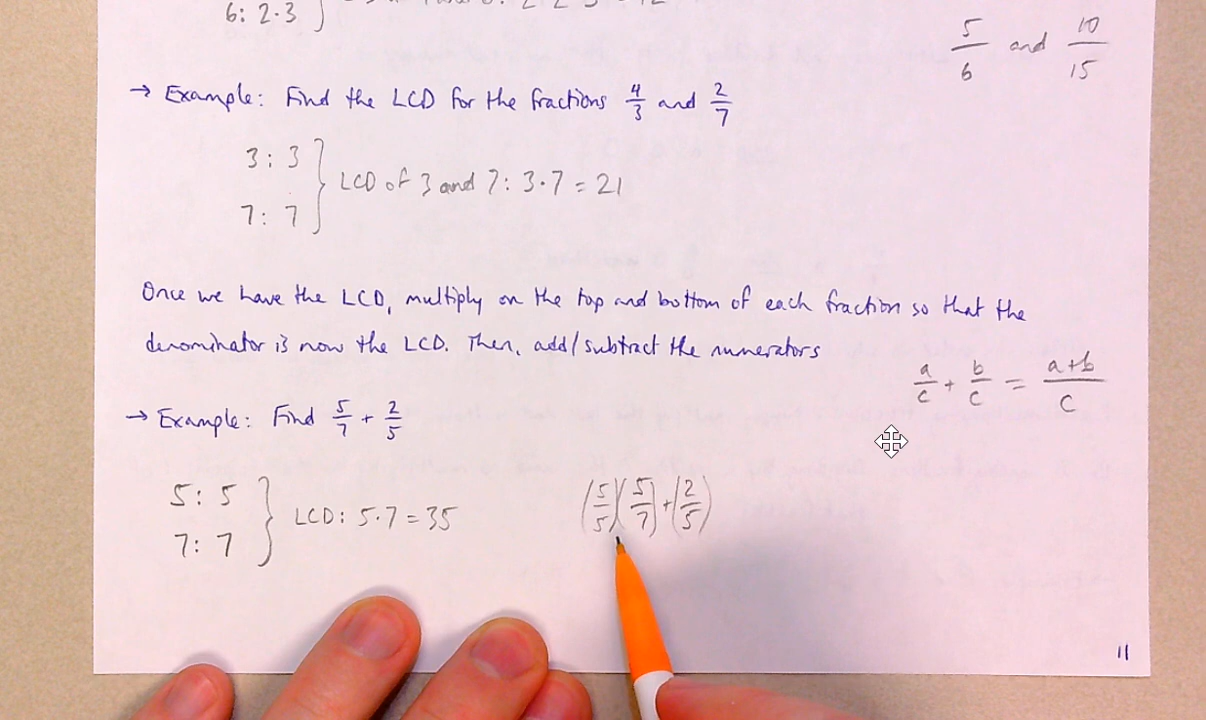 6: 2·3
5/6 and 10/15
→ Example: Find the LCD for the fractions 4/3 and 2/7
3: 3
7: 7
} LCD of 3 and 7: 3·7 = 21
Once we have the LCD, multiply on the top and bottom of each fraction so that the
denominator is now the LCD. Then, add/subtract the numerators
a/c + b/c = a+b/c
→ Example: Find 5/7 + 2/5
5: 5
7: 7
} LCD: 5·7 = 35
(5/5)(5/7) + (2/5)
11